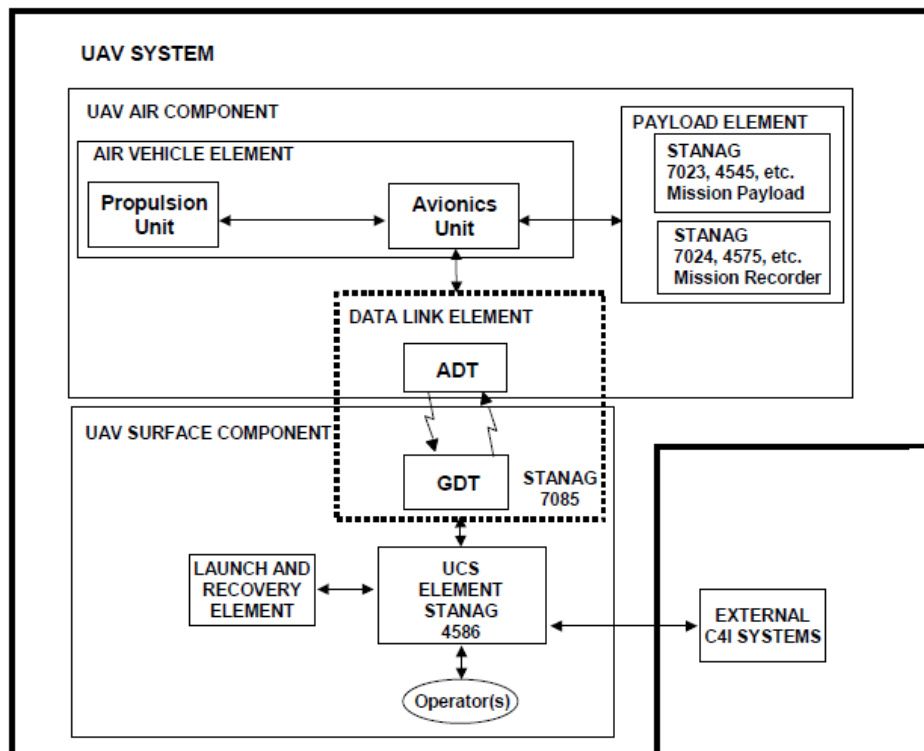 UAV SYSTEM
UAV AIR COMPONENT
AIR VEHICLE ELEMENT
Propulsion
Unit
Avionics
Unit
PAYLOAD ELEMENT
STANAG
7023, 4545, etc.
Mission Payload
STANAG
7024, 4575, etc.
Mission Recorder
DATA LINK ELEMENT
ADT
UAV SURFACE COMPONENT
GDT
STANAG
7085
LAUNCH AND
RECOVERY
ELEMENT
UCS
ELEMENT
STANAG
4586
EXTERNAL
C4I SYSTEMS
Operator(s)